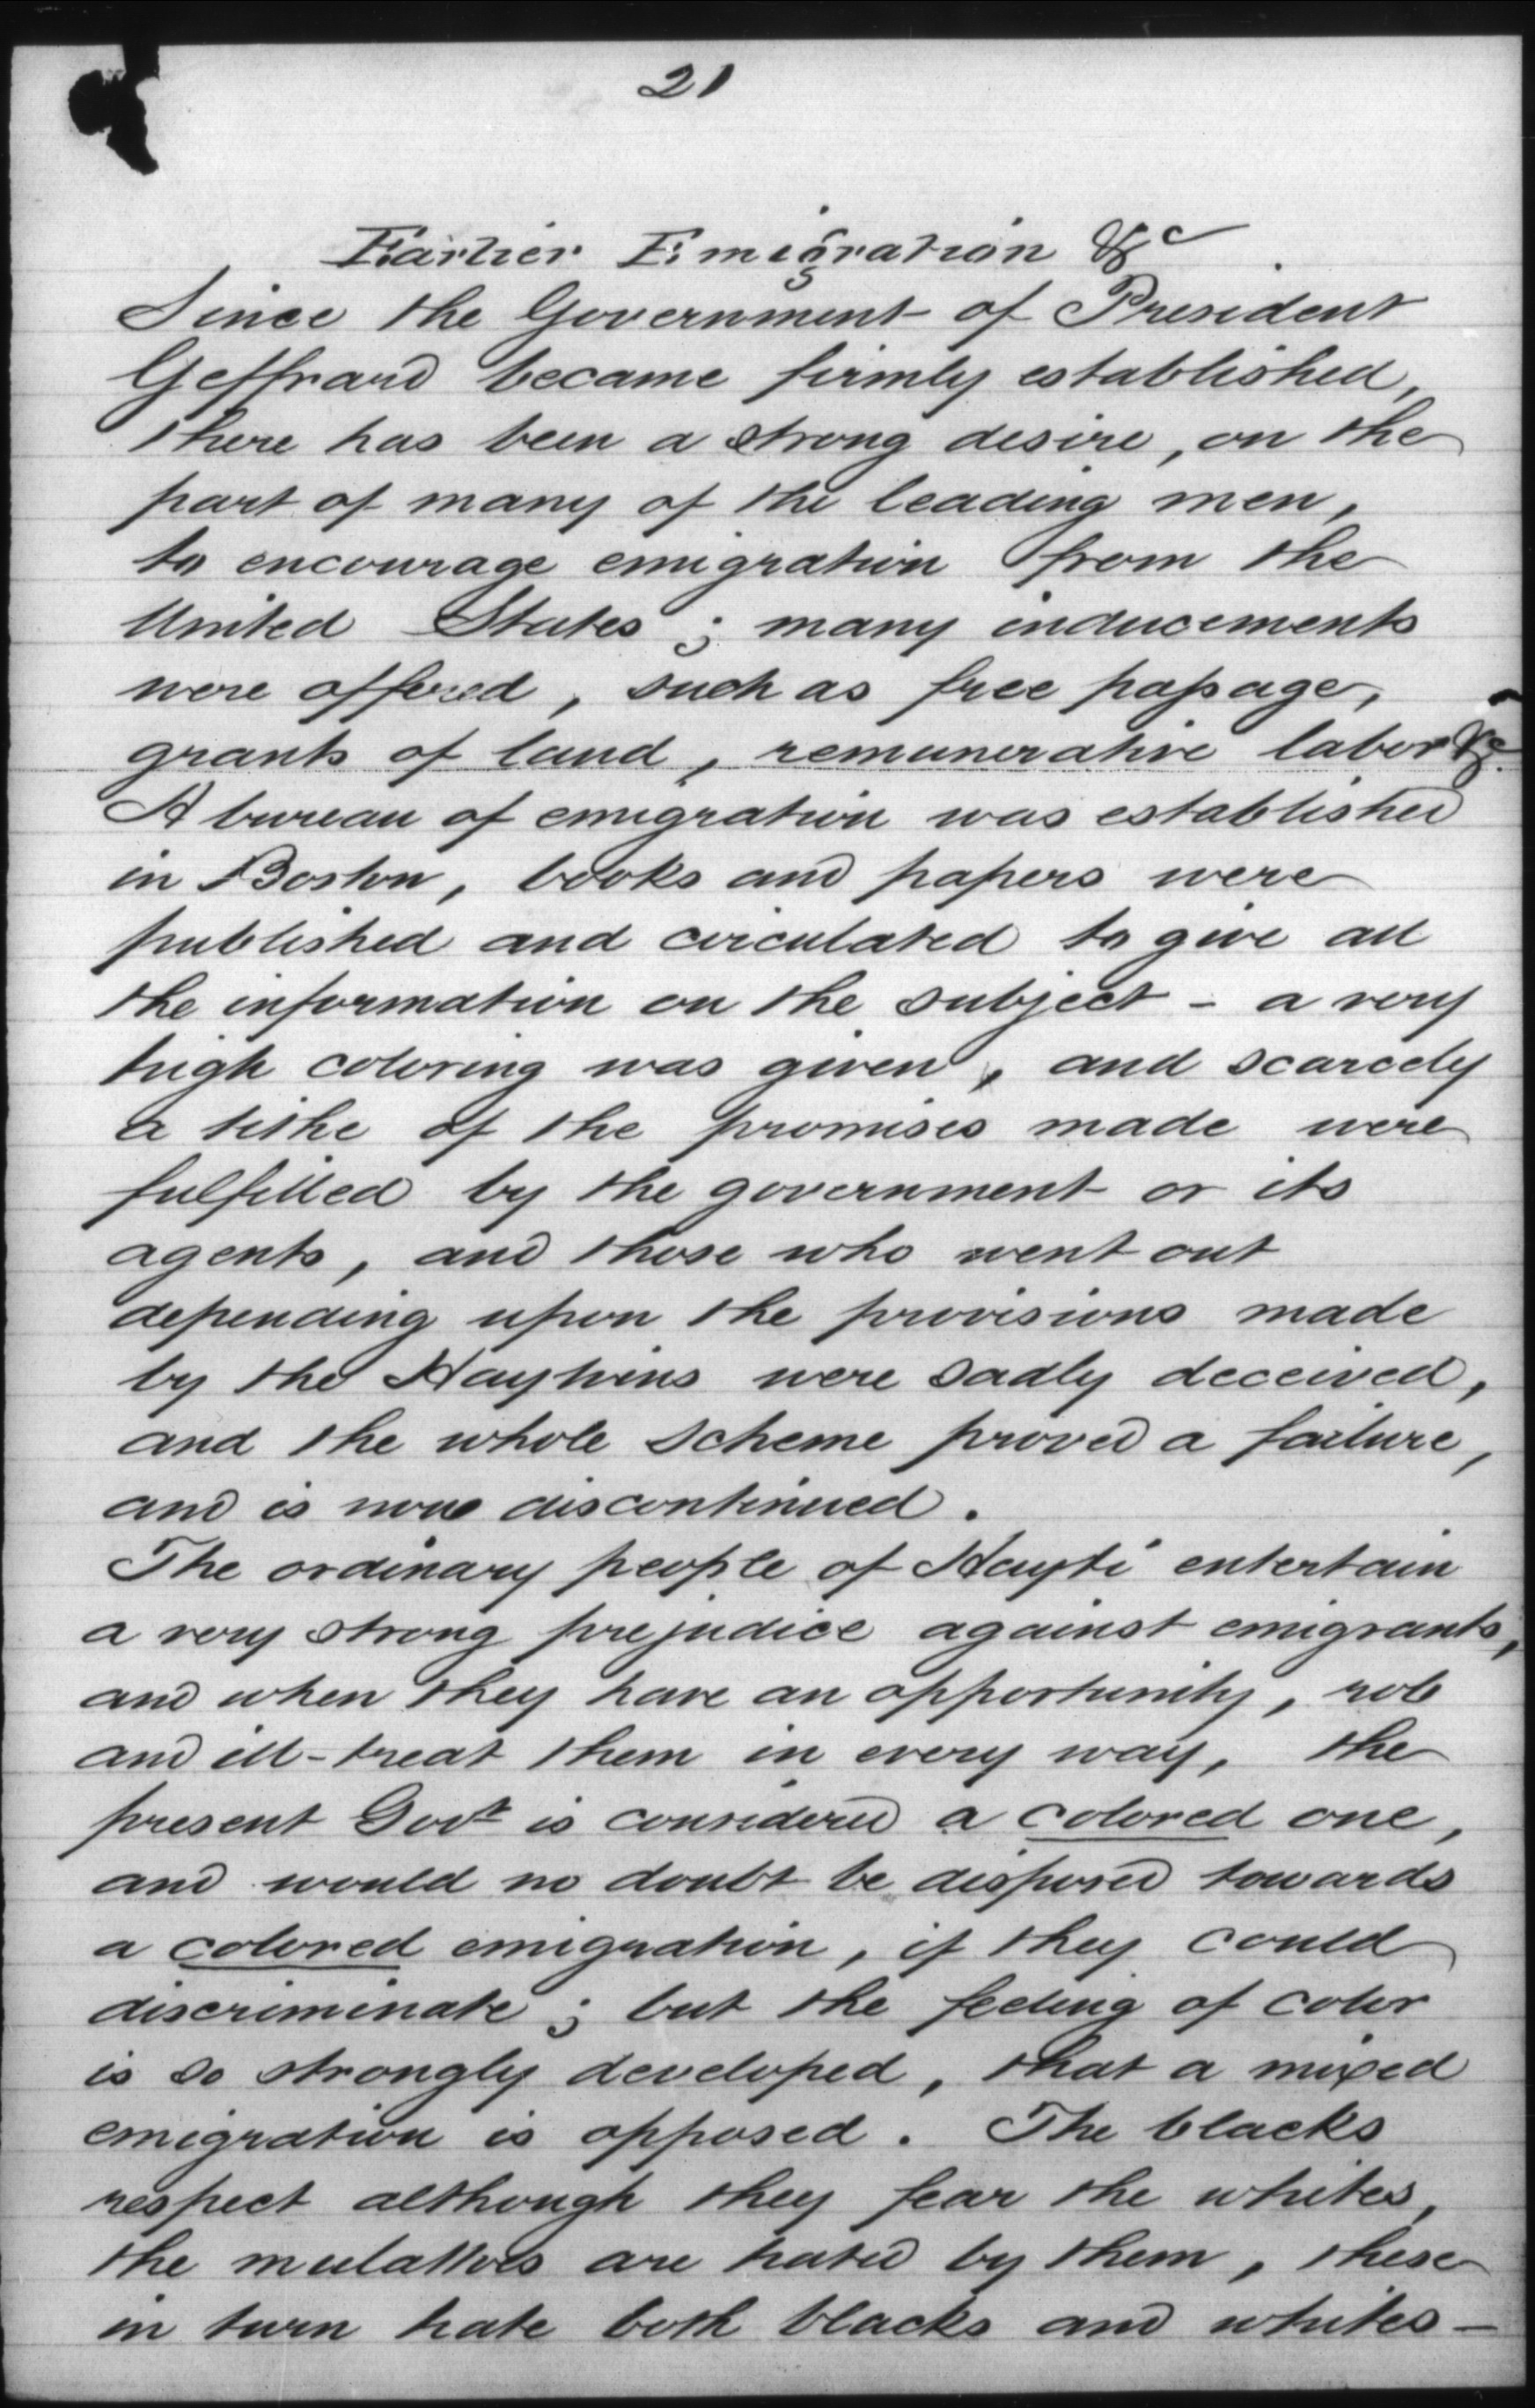 21
Earlier Emigration &c
Since the Government of President
Geffrard became firmly established,
there has been a strong desire, on the
part of many of the leading men,
to encourage emigration from the
United States; many inducements
were offered, such as free passage,
grants of land, remunerative labor &c.
A bureau of emigration was established
in Boston, books and papers were
published and circulated to give all
the information on the subject - a very
high coloring was given, and scarcely
a tithe of the promises made were
fulfilled by the government or its
agents, and those who went out
depending upon the provisions made
by the Haytiens were sadly deceived,
and the whole scheme proved a failure,
and is now discontinued.
The ordinary people of Hayti entertain
a very strong prejudice against emigrants,
and when they have an opportunity, rob
and ill-treat them in every way, the
present Govt is considered a colored one,
and would no doubt be disposed towards
a colored emigration, if they could
discriminate; but the feeling of color
is so strongly developed, that a mixed
emigration is opposed. The blacks
respect although they fear the whites,
the mulattoes are hated by them, these
in turn hate both blacks and whites -